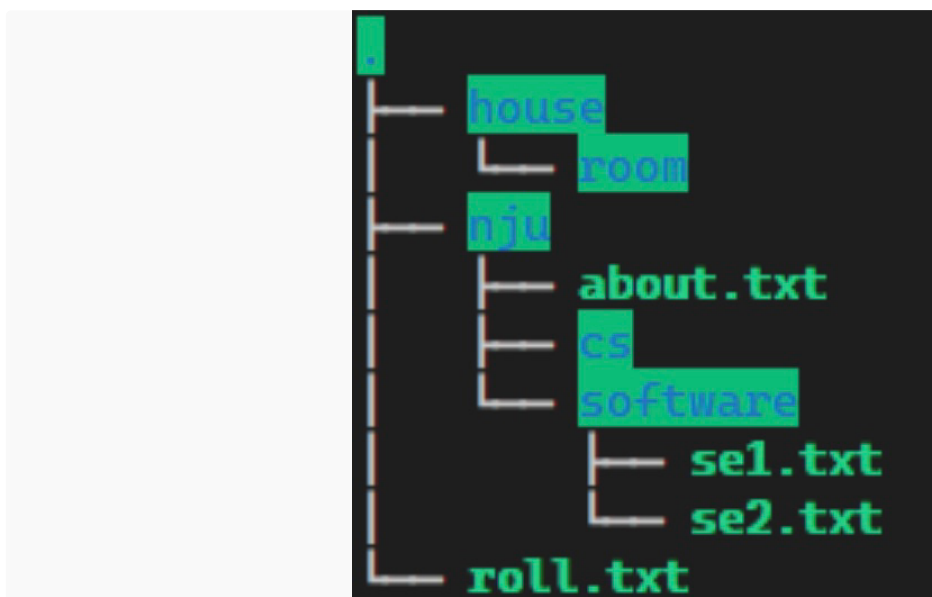 .
├── house
│   └── room
├── nju
│   ├── about.txt
│   ├── cs
│   └── software
│       ├── se1.txt
│       └── se2.txt
└── roll.txt